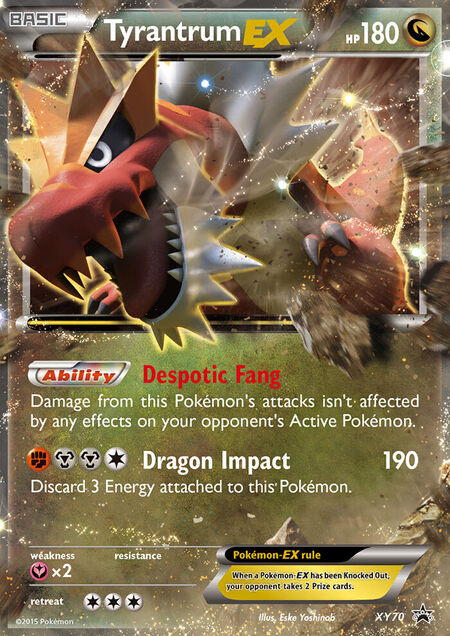 BASIC
Tyrantrum EX HP180
Ability Despotic Fang
Damage from this Pokémon's attacks isn't affected
by any effects on your opponent's Active Pokémon.
Dragon Impact 190
Discard 3 Energy attached to this Pokémon.
weakness resistance
×2
retreat
Pokémon-EX rule
When a Pokémon-EX has been Knocked Out,
your opponent takes 2 Prize cards.
©2015 Pokémon
Illus. Eske Yoshinob
XY70